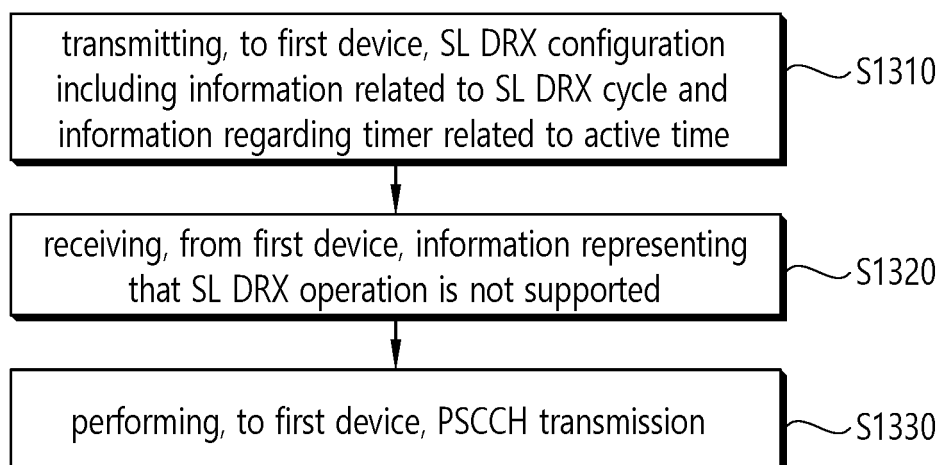 transmitting, to first device, SL DRX configuration
including information related to SL DRX cycle and
information regarding timer related to active time
S1310
receiving, from first device, information representing
that SL DRX operation is not supported
S1320
performing, to first device, PSCCH transmission
S1330